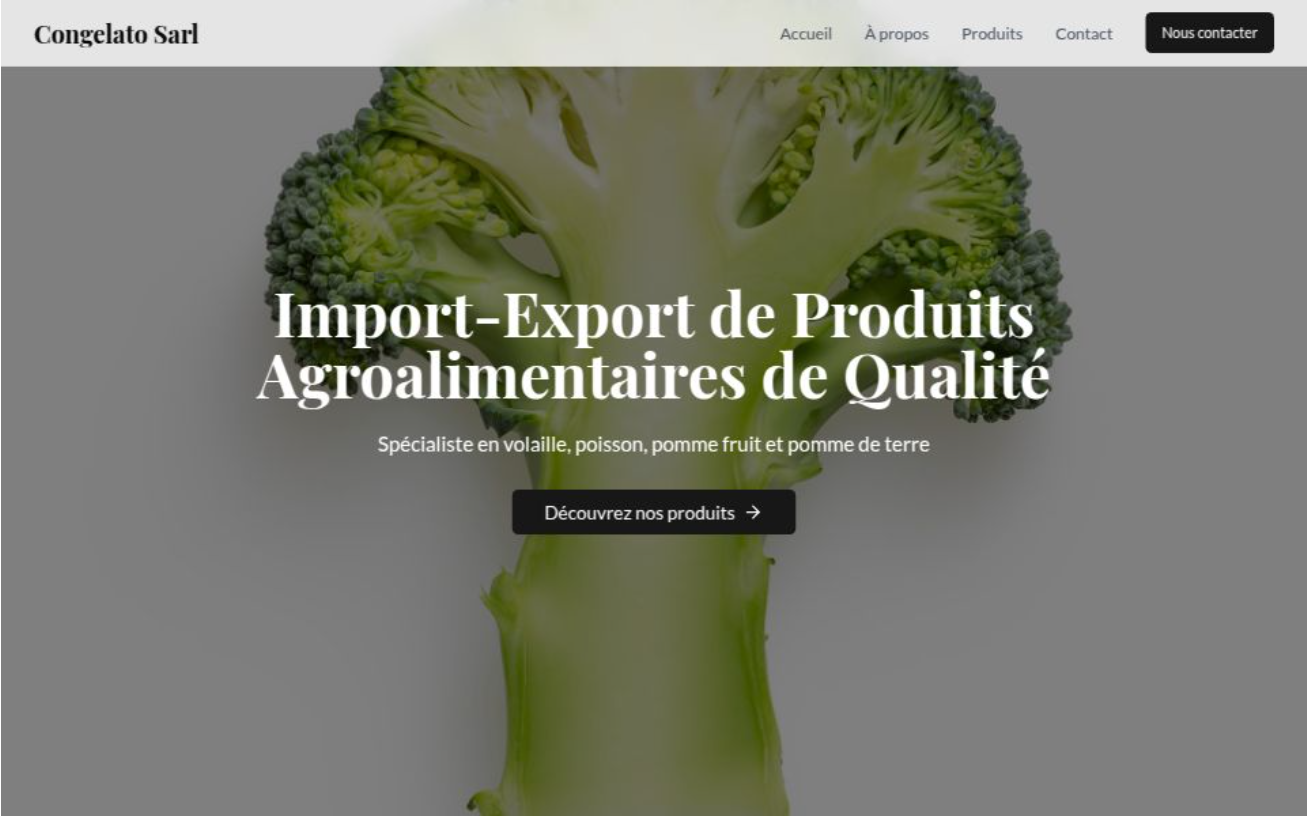 Congelato Sarl
Accueil
À propos
Produits
Contact
Nous contacter
Import-Export de Produits
Agroalimentaires de Qualité
Spécialiste en volaille, poisson, pomme fruit et pomme de terre
Découvrez nos produits →